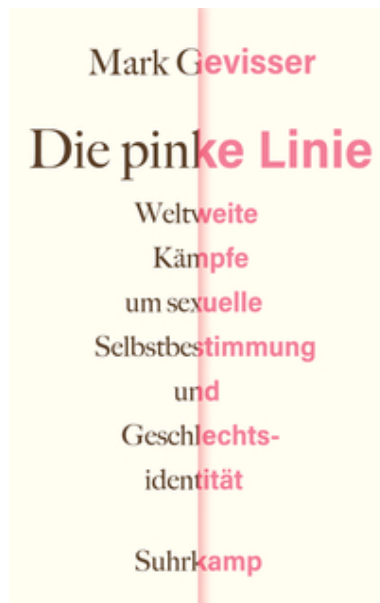 Mark Gevisser
Die pinke Linie
Weltweite
Kämpfe
um sexuelle
Selbstbestimmung
und
Geschlechts-
identität
Suhrkamp